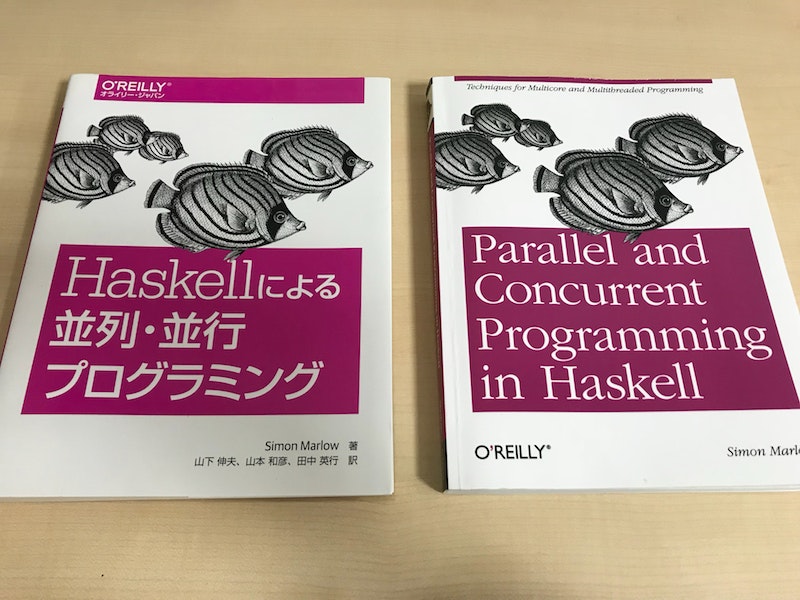 O'REILLY®
オライリー・ジャパン
Haskellによる
並列・並行
プログラミング
Simon Marlow 著
山下 伸夫、山本 和彦、田中 英行 訳
Techniques for Multicore and Multithreaded Programming
Parallel and
Concurrent
Programming
in Haskell
O'REILLY®
Simon Marlo